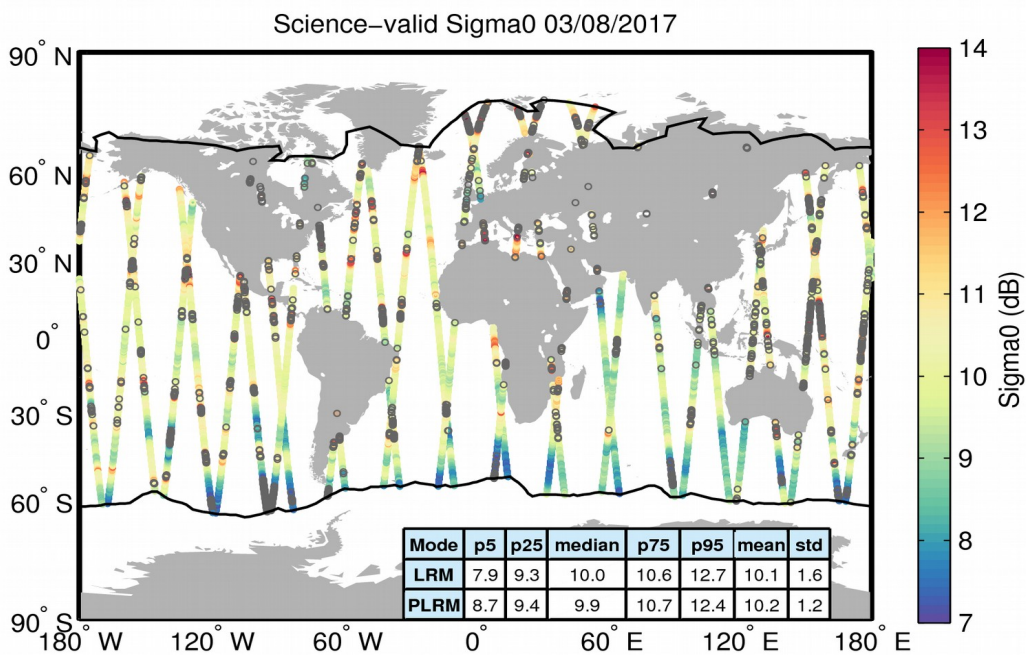 Science−valid Sigma0 03/08/2017
90° N
60° N
30° N
0°
30° S
60° S
90° S
180° W
120° W
60° W
0°
60° E
120° E
180° E
14
13
12
11
10
9
8
7
Sigma0 (dB)
Mode p5 p25 median p75 p95 mean std
LRM 7.9 9.3 10.0 10.6 12.7 10.1 1.6
PLRM 8.7 9.4 9.9 10.7 12.4 10.2 1.2